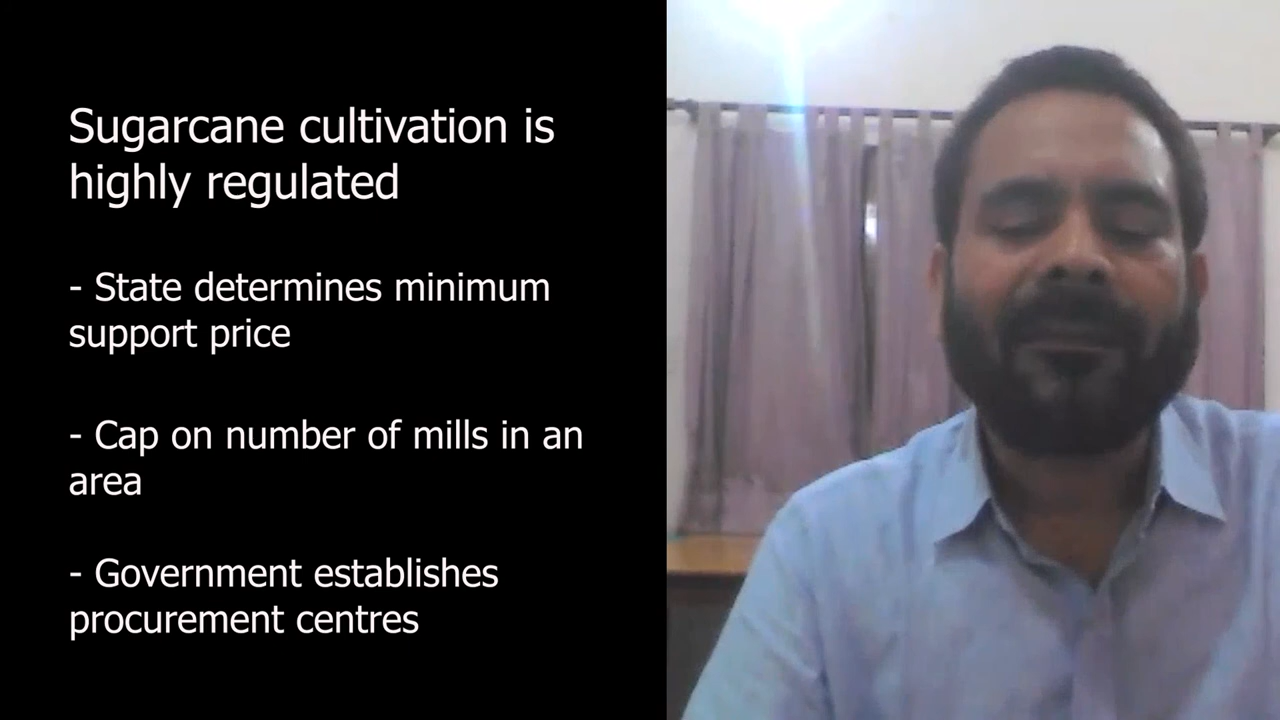 Sugarcane cultivation is
highly regulated
- State determines minimum
support price
- Cap on number of mills in an
area
- Government establishes
procurement centres